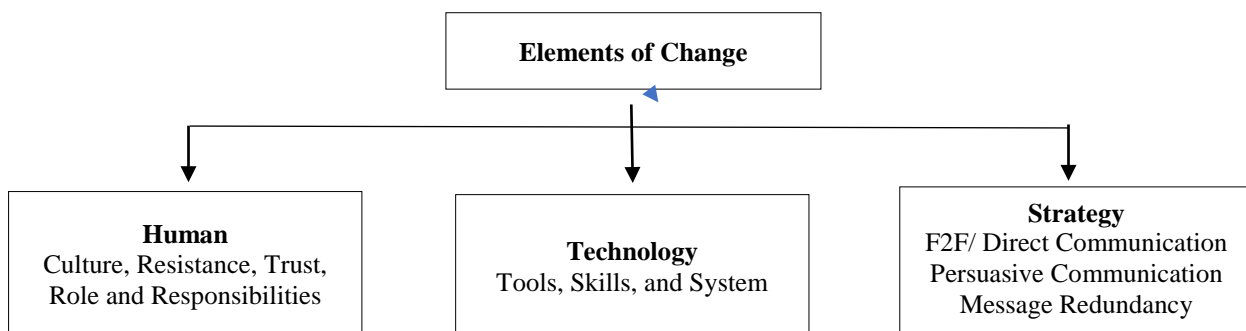 Elements of Change
Human
Culture, Resistance, Trust,
Role and Responsibilities
Technology
Tools, Skills, and System
Strategy
F2F/ Direct Communication
Persuasive Communication
Message Redundancy